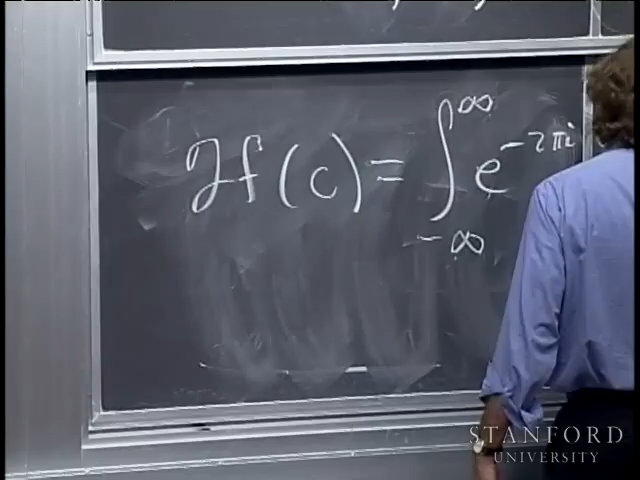 ℱf(c) = ∫_{-∞}^{∞} e^{-2πi
STANFORD
UNIVERSITY